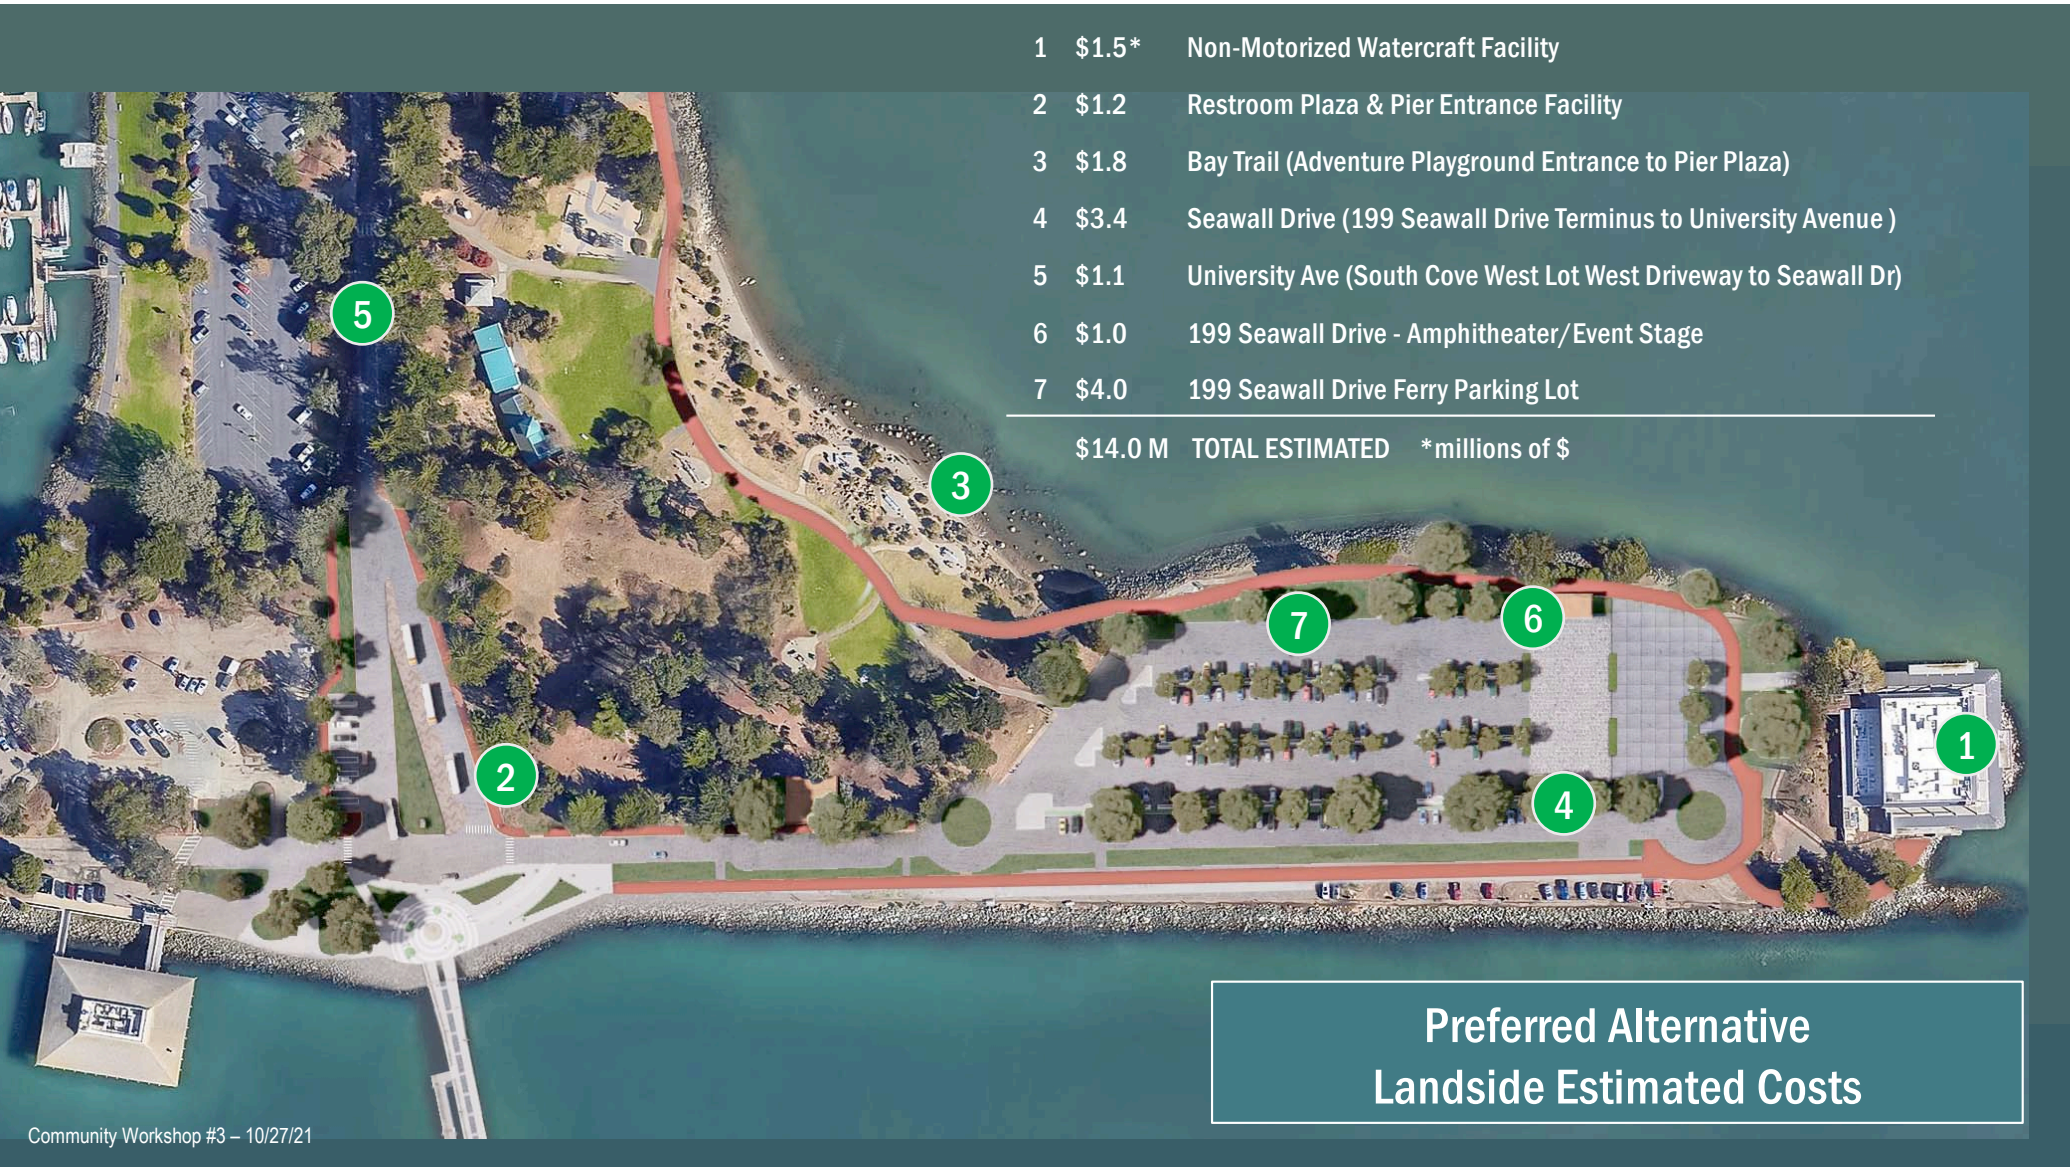 1 $1.5* Non-Motorized Watercraft Facility
2 $1.2 Restroom Plaza & Pier Entrance Facility
3 $1.8 Bay Trail (Adventure Playground Entrance to Pier Plaza)
4 $3.4 Seawall Drive (199 Seawall Drive Terminus to University Avenue )
5 $1.1 University Ave (South Cove West Lot West Driveway to Seawall Dr)
6 $1.0 199 Seawall Drive - Amphitheater/Event Stage
7 $4.0 199 Seawall Drive Ferry Parking Lot
$14.0 M TOTAL ESTIMATED *millions of $
5
3
7
6
1
2
4
Preferred Alternative
Landside Estimated Costs
Community Workshop #3 – 10/27/21